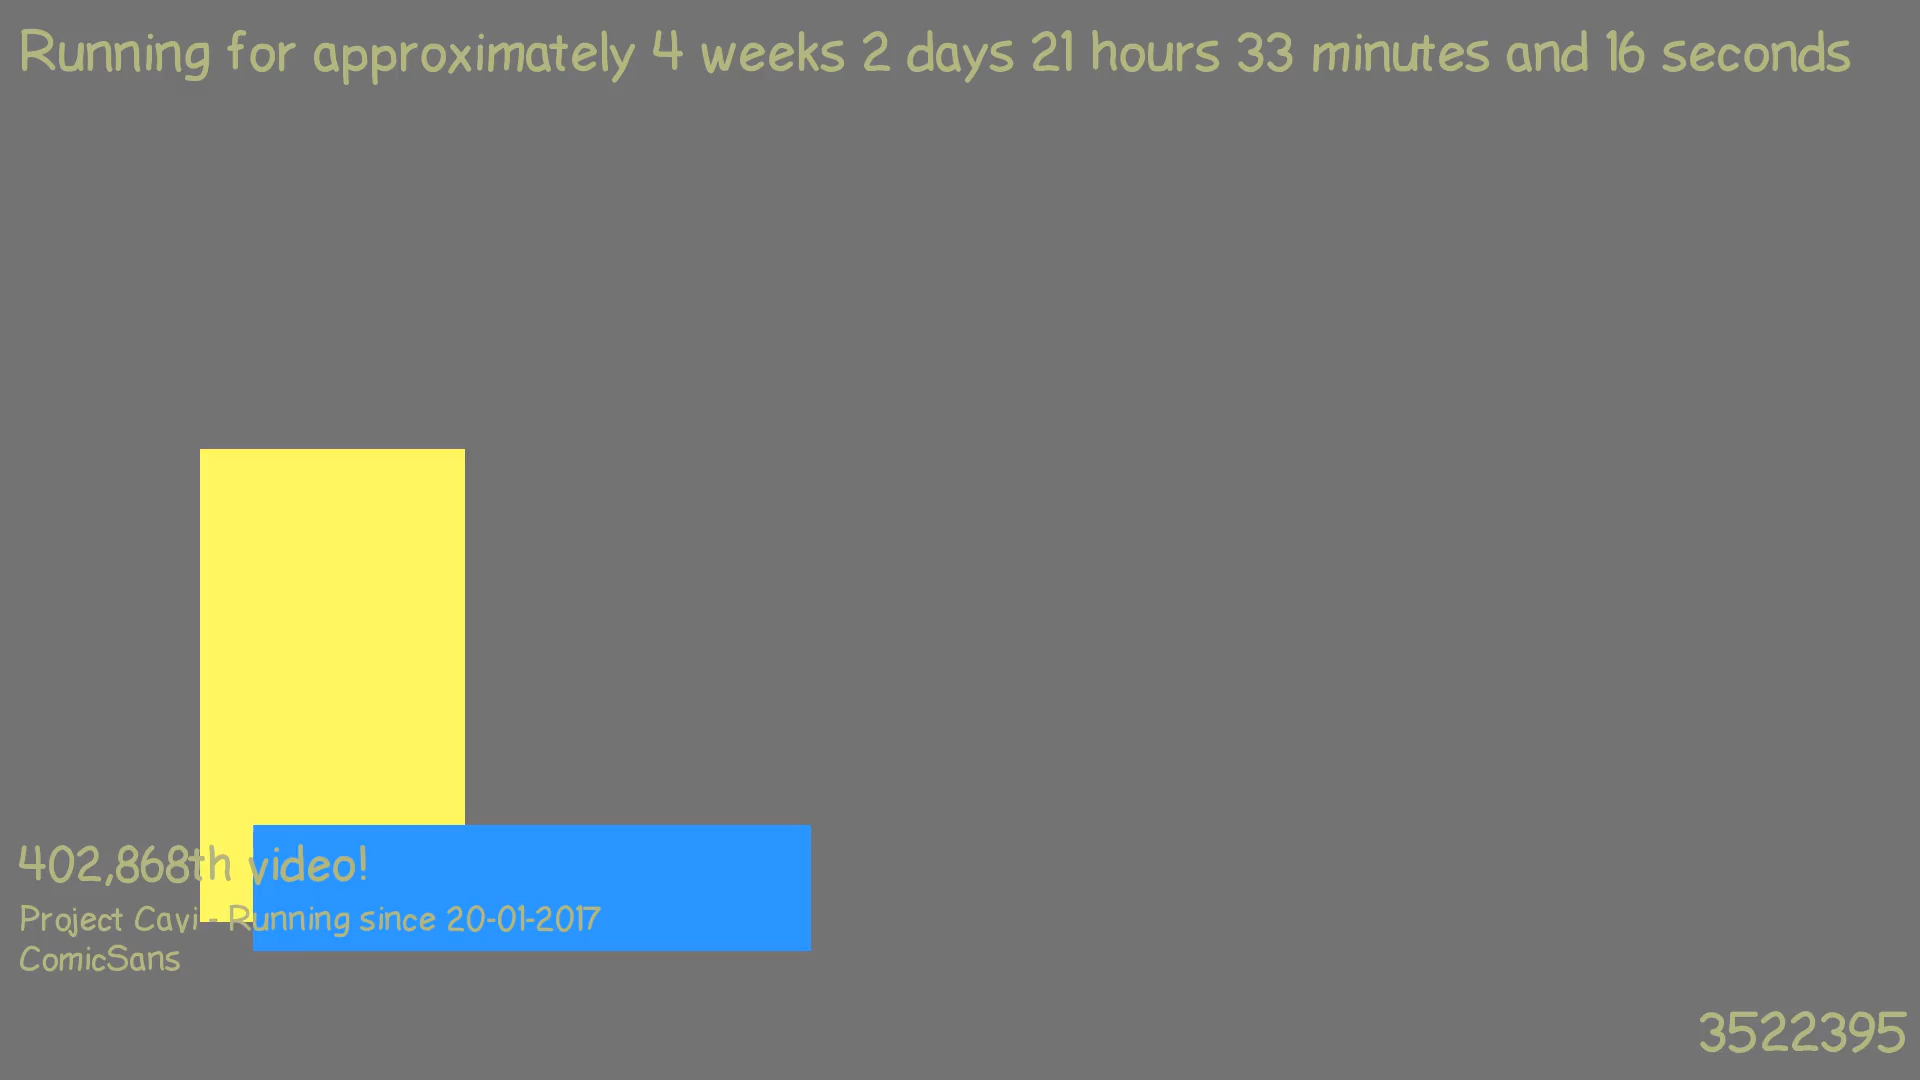 Running for approximately 4 weeks 2 days 21 hours 33 minutes and 16 seconds
402,868th video!
Project Cavi - Running since 20-01-2017
ComicSans
3522395